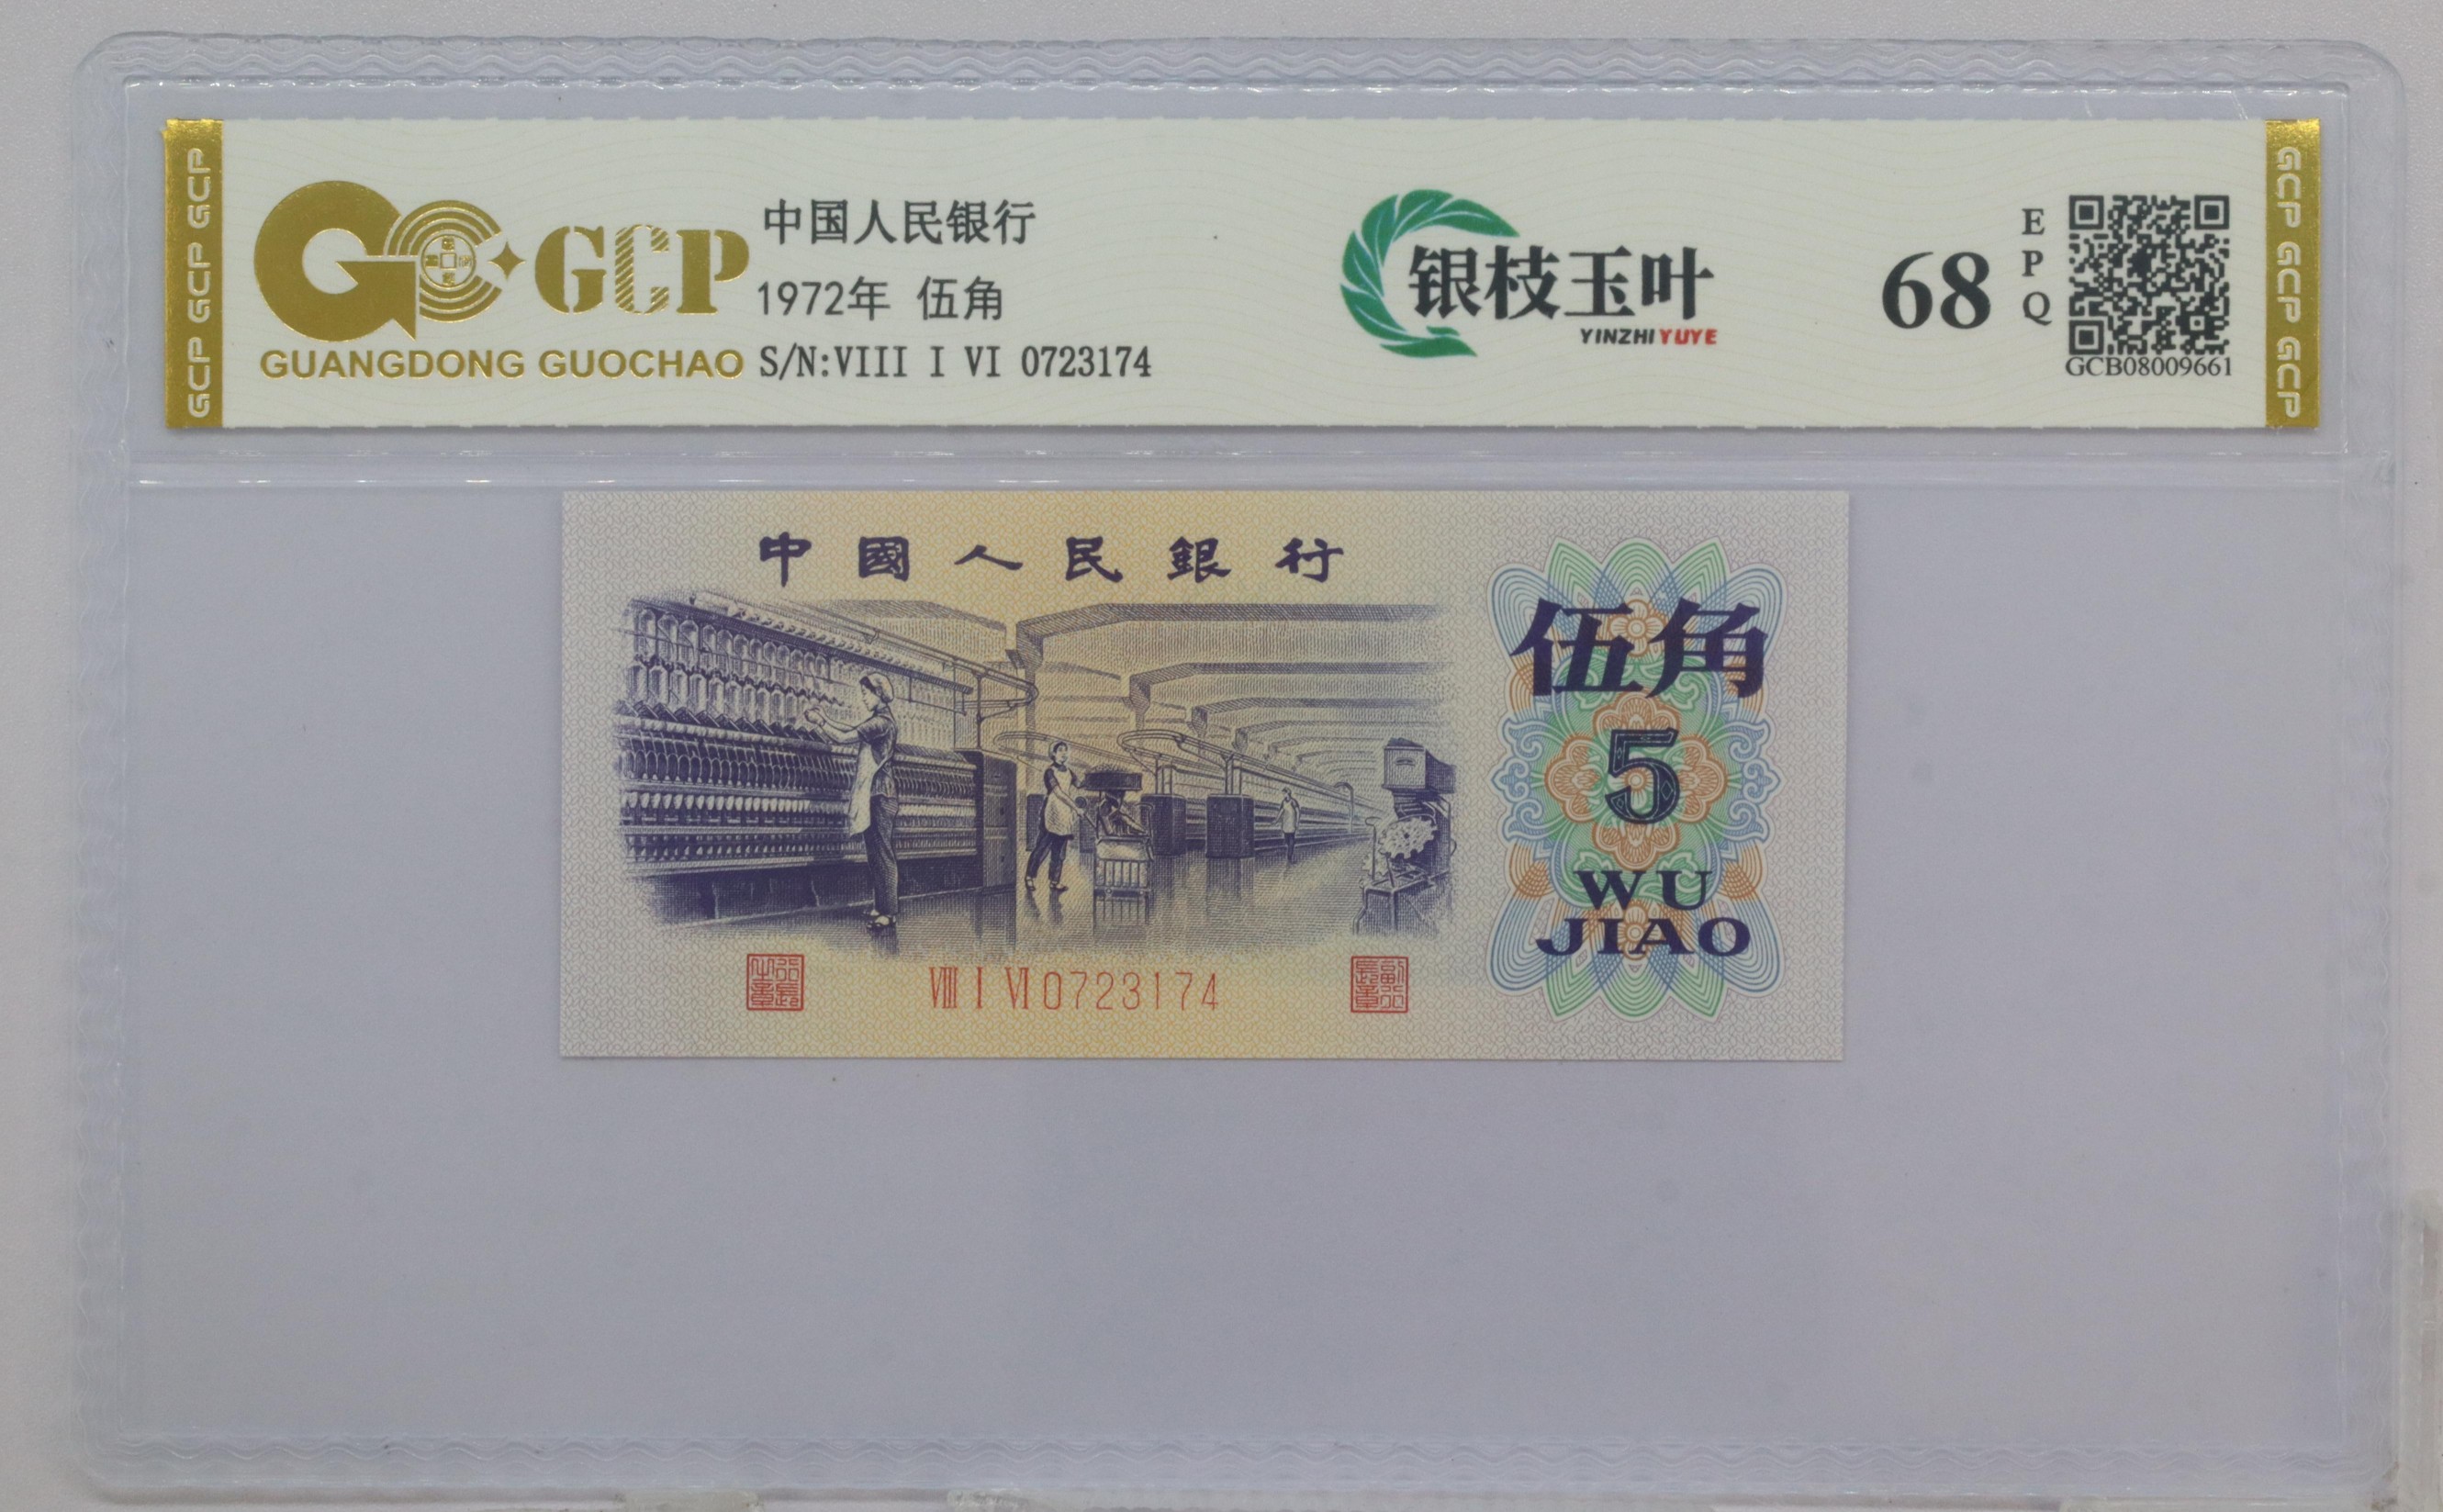 GCP GCP GCP
GCP
GUANGDONG GUOCHAO
中国人民银行
1972年 伍角
S/N:VIII I VI 0723174
银枝玉叶
YINZHI YUYE
68
EPQ
GCB08009661
GCP GCP GCP
中國人民銀行
伍角
5
WU
JIAO
VIII I VI 0723174